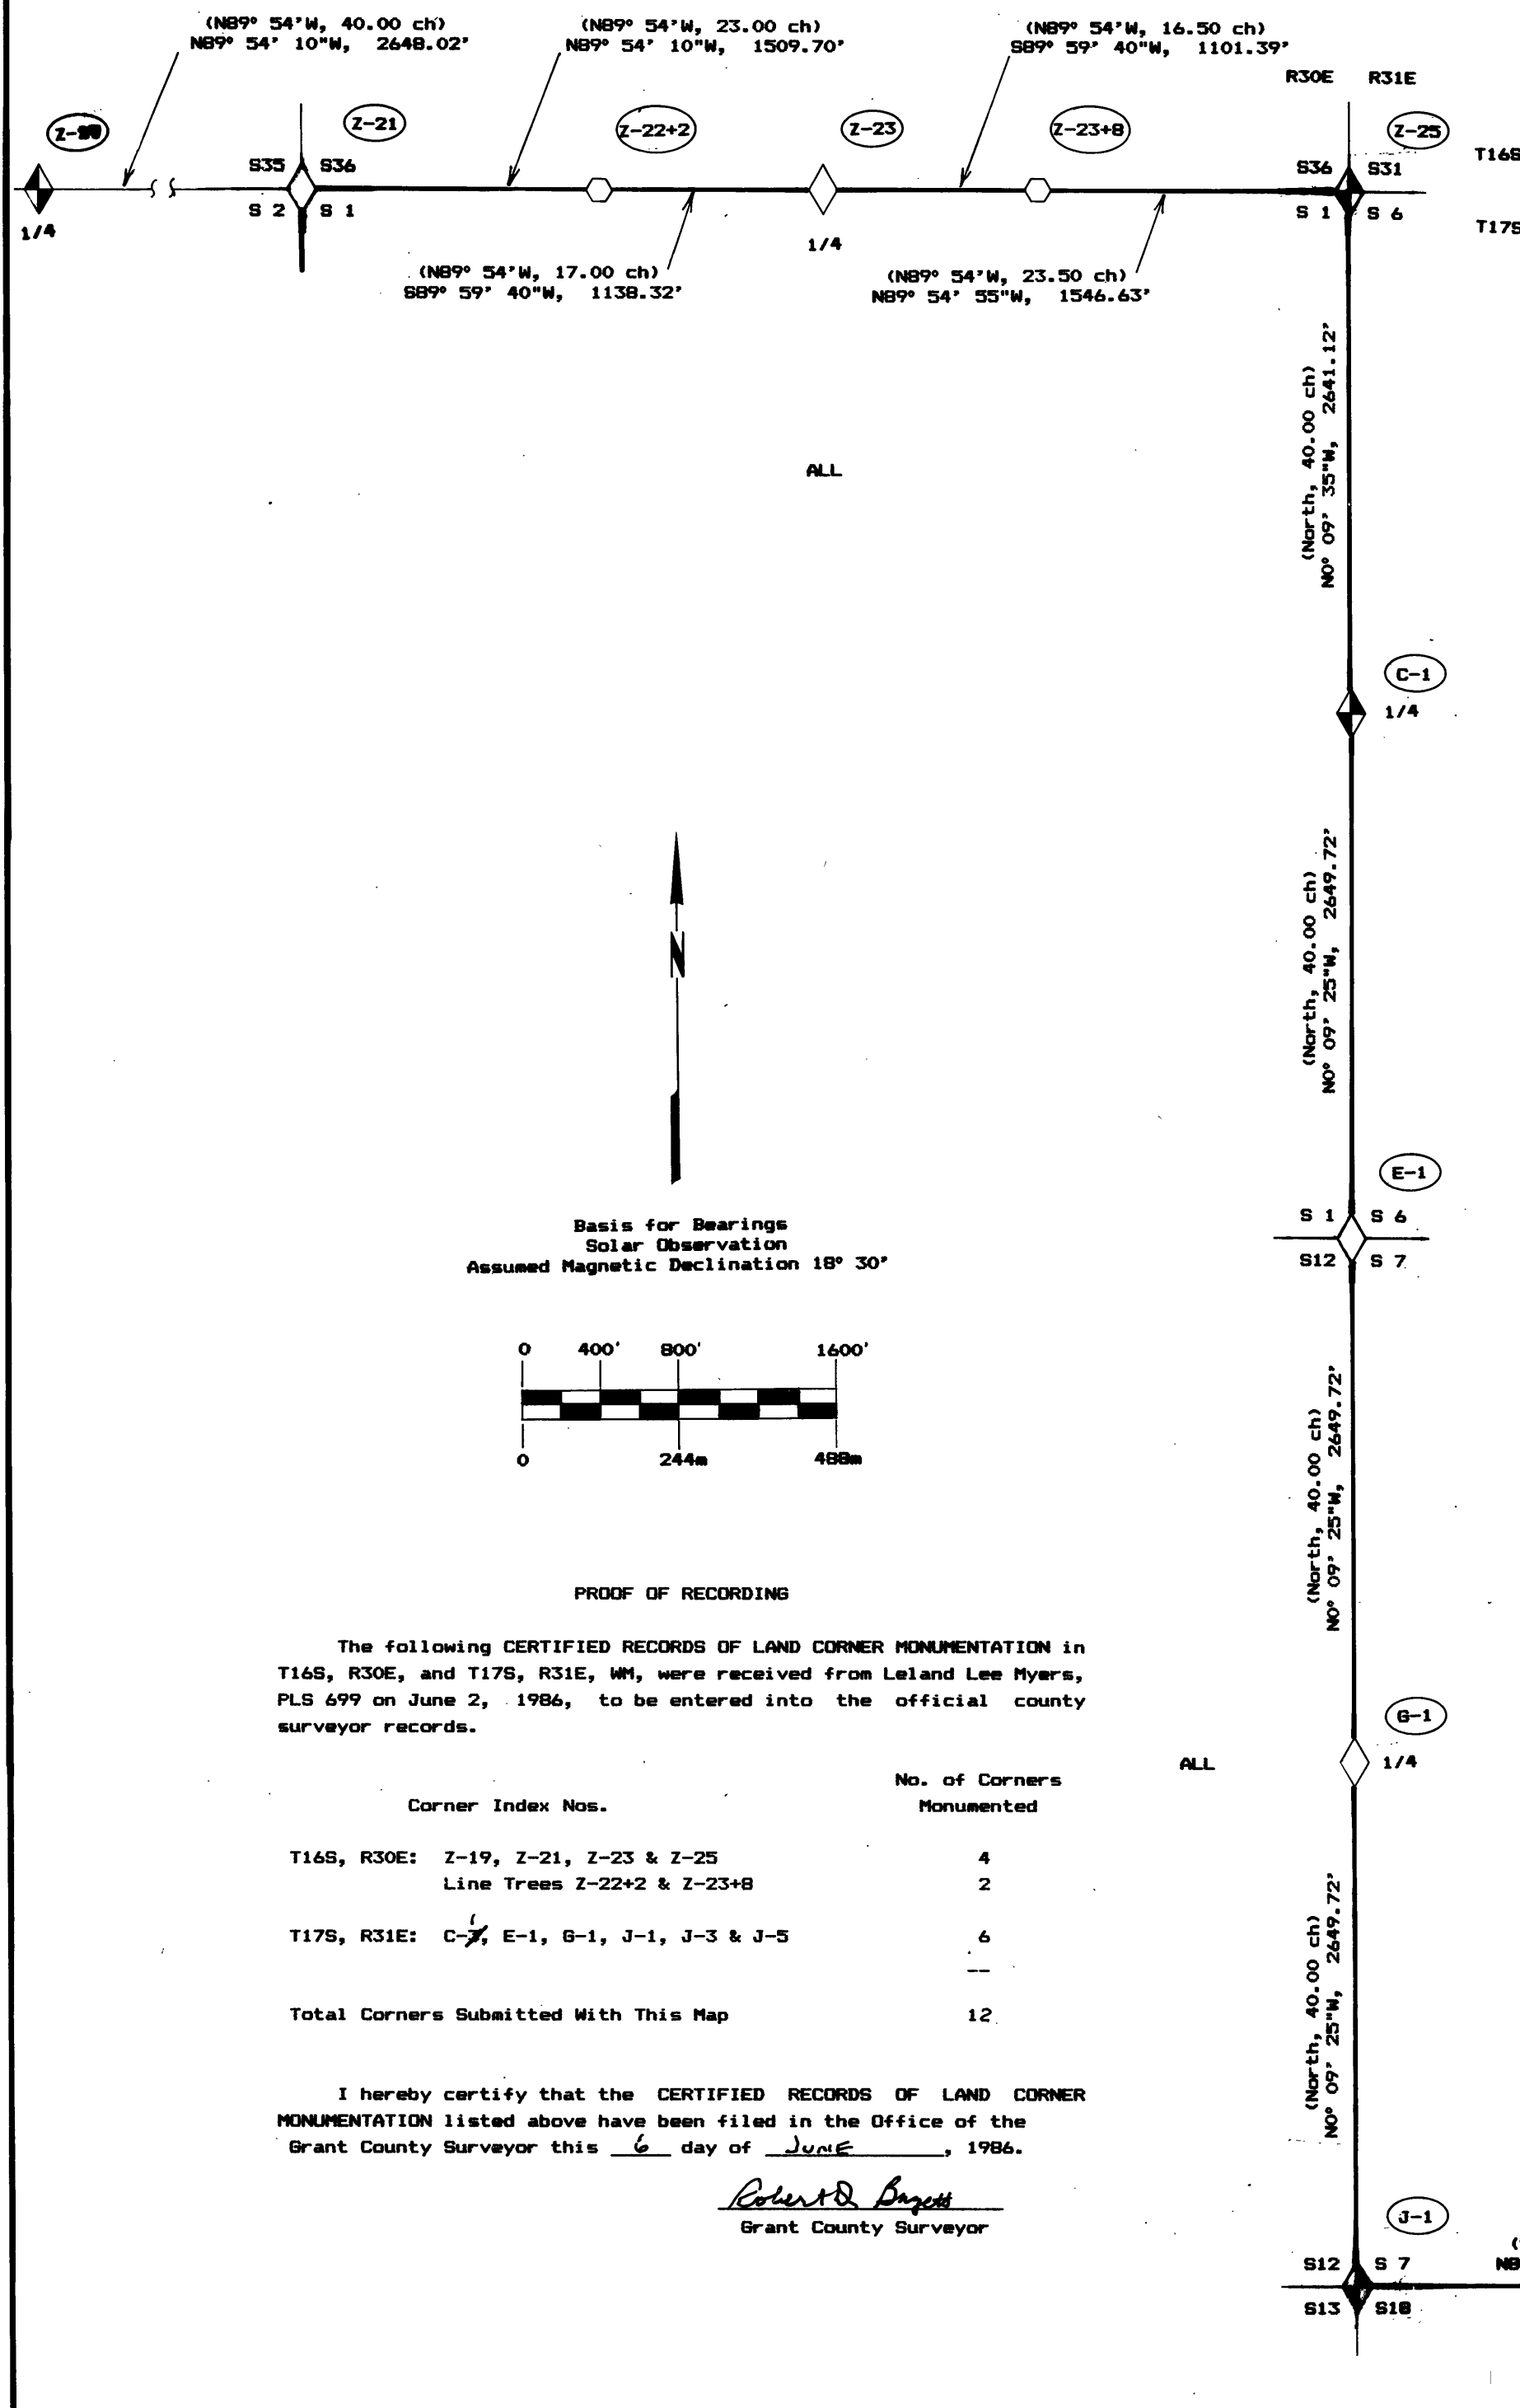 (N89° 54'W, 40.00 ch)
N89° 54' 10"W, 2648.02'
(N89° 54'W, 23.00 ch)
N89° 54' 10"W, 1509.70'
(N89° 54'W, 16.50 ch)
S89° 59' 40"W, 1101.39'
R30E R31E
Z-21
Z-22+2
Z-23
Z-23+8
Z-25
T16S
S35 S36
S36 S31
S 2 S 1
S 1 S 6
T17S
1/4
1/4
(N89° 54'W, 17.00 ch)
S89° 59' 40"W, 1138.32'
(N89° 54'W, 23.50 ch)
N89° 54' 55"W, 1546.63'
(North, 40.00 ch)
N0° 09' 35"W, 2641.12'
ALL
C-1
1/4
(North, 40.00 ch)
N0° 09' 25"W, 2649.72'
N
E-1
S 1 S 6
S12 S 7
Basis for Bearings
Solar Observation
Assumed Magnetic Declination 18° 30'
0 400' 800' 1600'
0 244m 488m
(North, 40.00 ch)
N0° 09' 25"W, 2649.72'
PROOF OF RECORDING
The following CERTIFIED RECORDS OF LAND CORNER MONUMENTATION in
T16S, R30E, and T17S, R31E, WM, were received from Leland Lee Myers,
PLS 699 on June 2, 1986, to be entered into the official county
surveyor records.
G-1
1/4
ALL
No. of Corners
Corner Index Nos. Monumented
T16S, R30E: Z-19, Z-21, Z-23 & Z-25 4
Line Trees Z-22+2 & Z-23+8 2
T17S, R31E: C-1, E-1, G-1, J-1, J-3 & J-5 6
--
Total Corners Submitted With This Map 12
(North, 40.00 ch)
N0° 09' 25"W, 2649.72'
I hereby certify that the CERTIFIED RECORDS OF LAND CORNER
MONUMENTATION listed above have been filed in the Office of the
Grant County Surveyor this 6 day of JUNE, 1986.
Grant County Surveyor
J-1
S12 S 7
S13 S18
(
N8